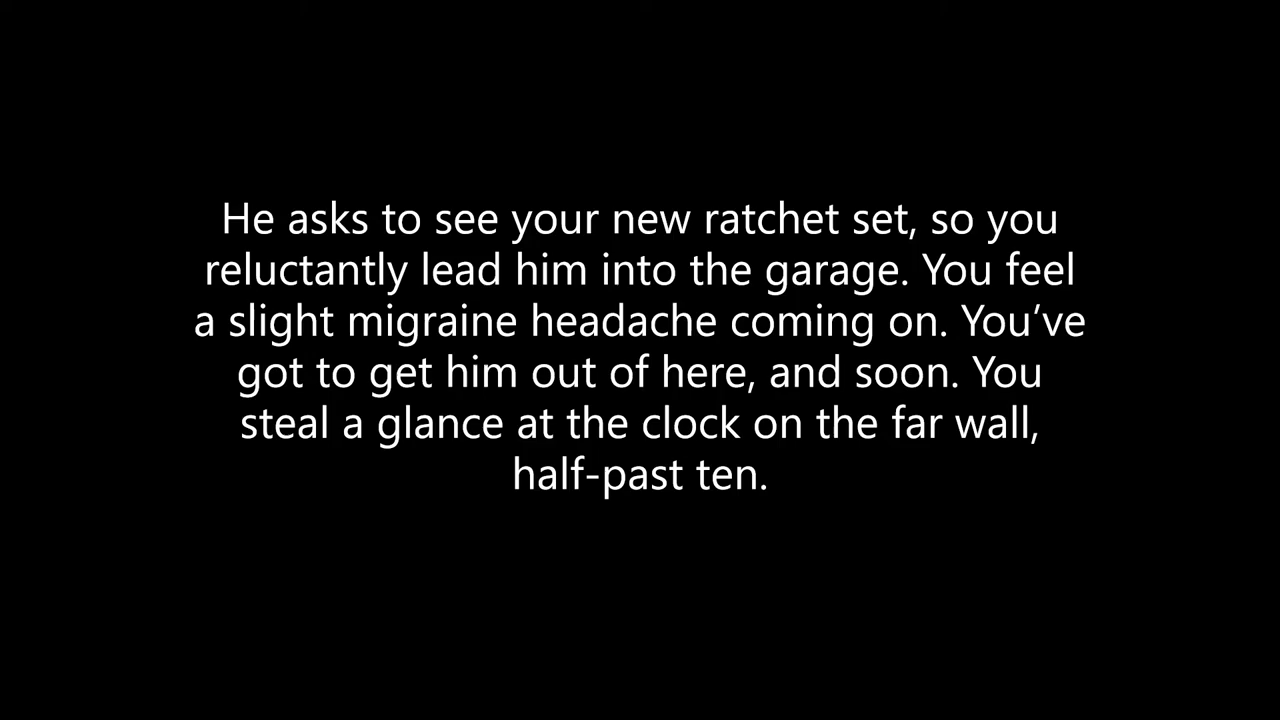 He asks to see your new ratchet set, so you
reluctantly lead him into the garage. You feel
a slight migraine headache coming on. You’ve
got to get him out of here, and soon. You
steal a glance at the clock on the far wall,
half-past ten.